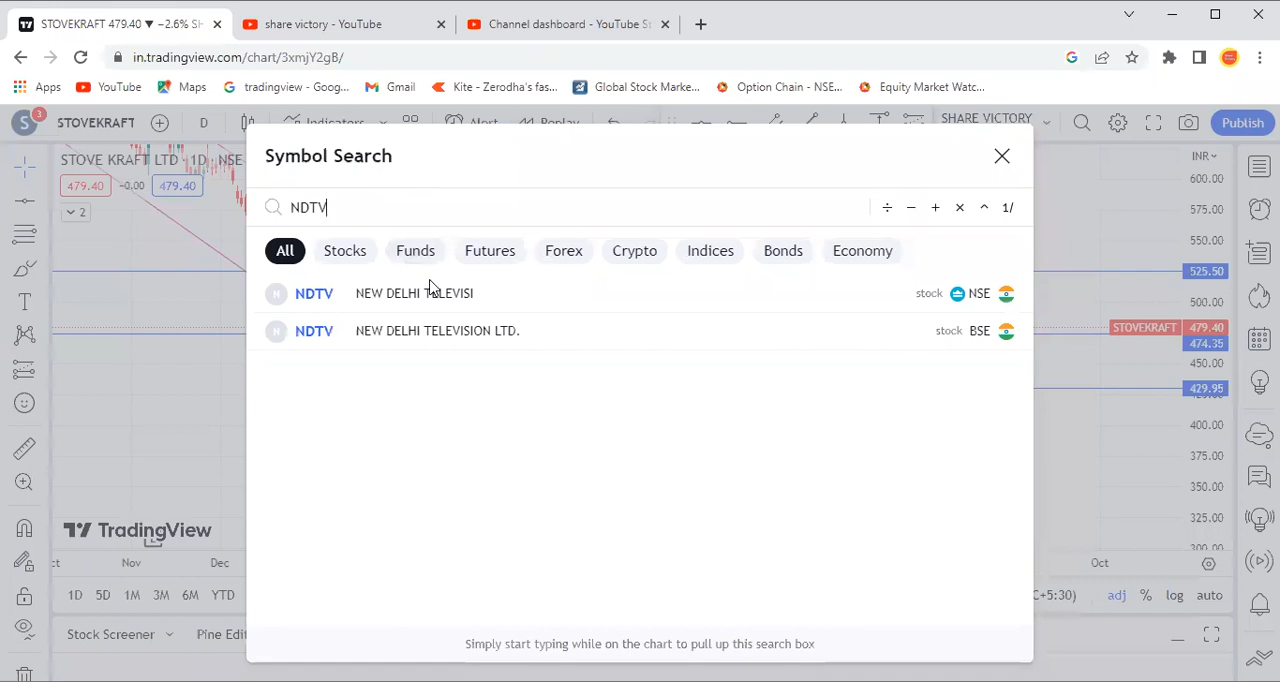 STOVEKRAFT 479.40 ▼ −2.6% SH
share victory - YouTube
Channel dashboard - YouTube St
in.tradingview.com/chart/3xmjY2gB/
Apps
YouTube
Maps
tradingview - Goog...
Gmail
Kite - Zerodha's fas...
Global Stock Marke...
Option Chain - NSE...
Equity Market Watc...
S
3
STOVEKRAFT
D
Indicators
Alert
Replay
SHARE VICTORY
Publish
STOVE KRAFT LTD · 1D · NSE
479.40
−0.00
479.40
2
Symbol Search
NDTV
÷ − + × 1/
All
Stocks
Funds
Futures
Forex
Crypto
Indices
Bonds
Economy
N NDTV NEW DELHI TELEVISI stock NSE
N NDTV NEW DELHI TELEVISION LTD. stock BSE
Simply start typing while on the chart to pull up this search box
INR
600.00
575.00
550.00
525.50
500.00
STOVEKRAFT 479.40
474.35
450.00
429.95
400.00
375.00
350.00
325.00
300.00
TradingView
Nov
Dec
Oct
1D
5D
1M
3M
6M
YTD
C+5:30)
adj
%
log
auto
Stock Screener
Pine Edit